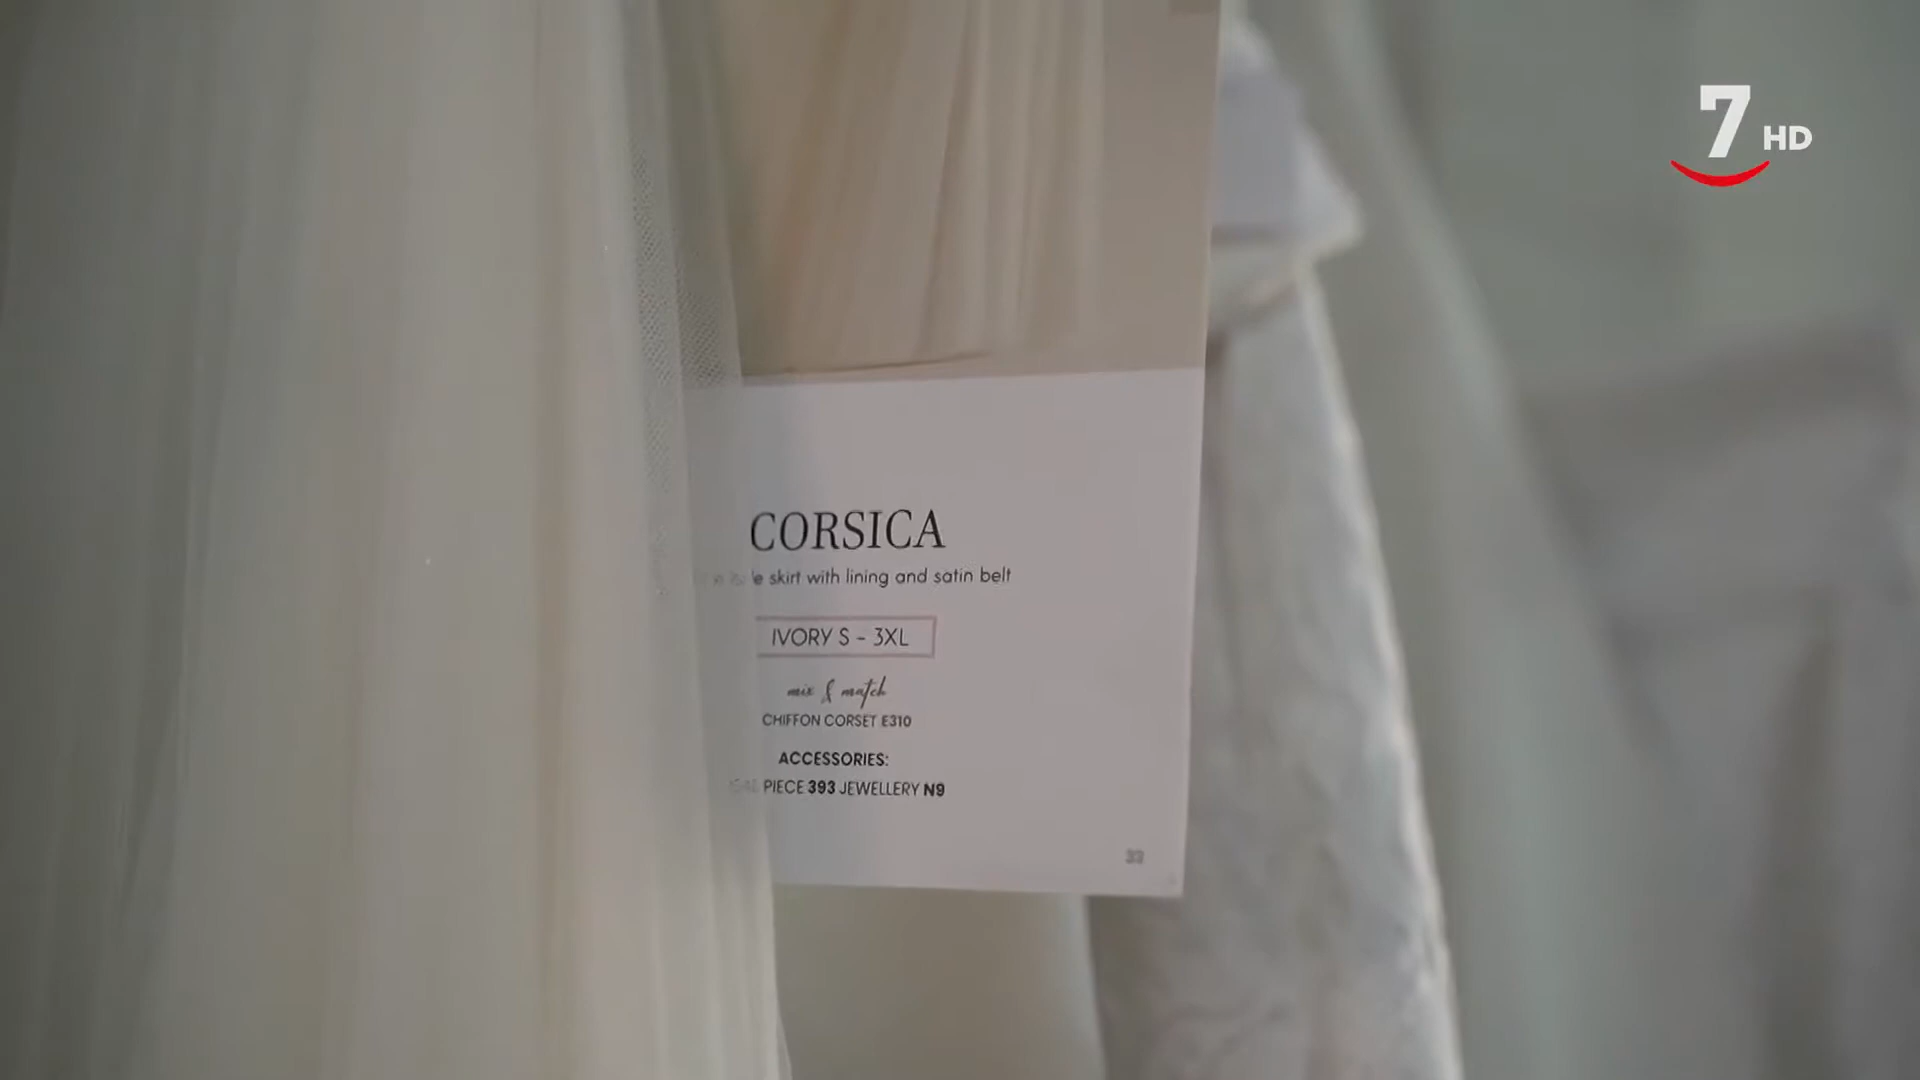 7 HD
CORSICA
skirt with lining and satin belt
IVORY S - 3XL
mix & match
CHIFFON CORSET E310
ACCESSORIES:
PIECE 393 JEWELLERY N9
33